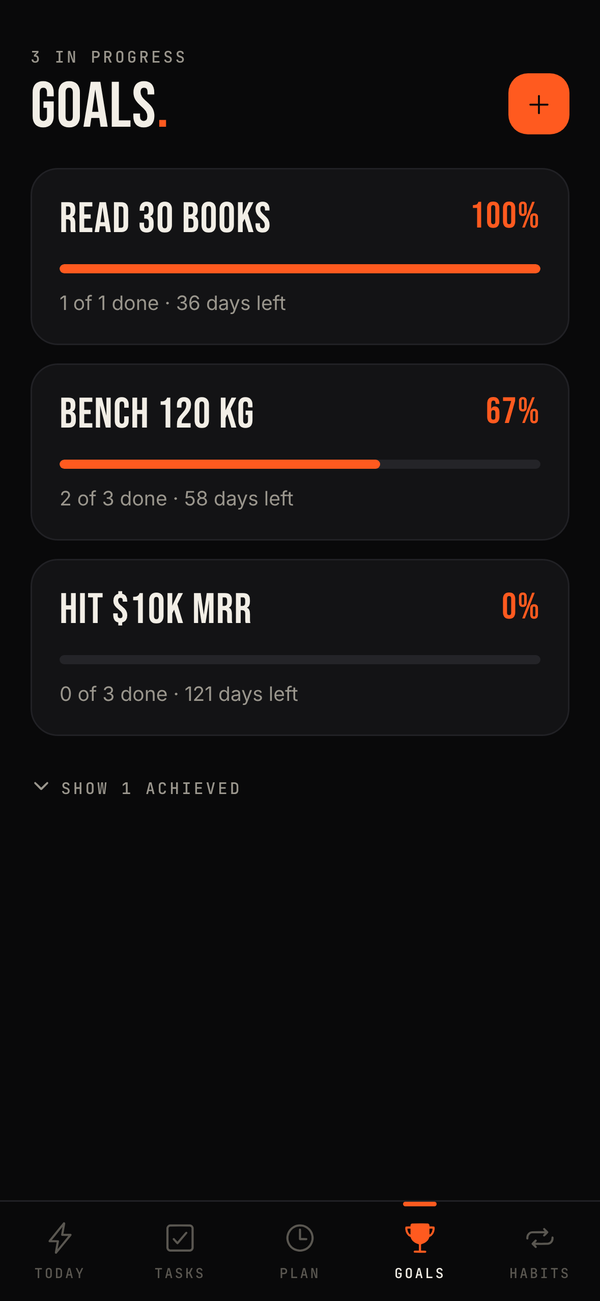 3 IN PROGRESS
GOALS.
READ 30 BOOKS 100%
1 of 1 done · 36 days left
BENCH 120 KG 67%
2 of 3 done · 58 days left
HIT $10K MRR 0%
0 of 3 done · 121 days left
SHOW 1 ACHIEVED
TODAY TASKS PLAN GOALS HABITS